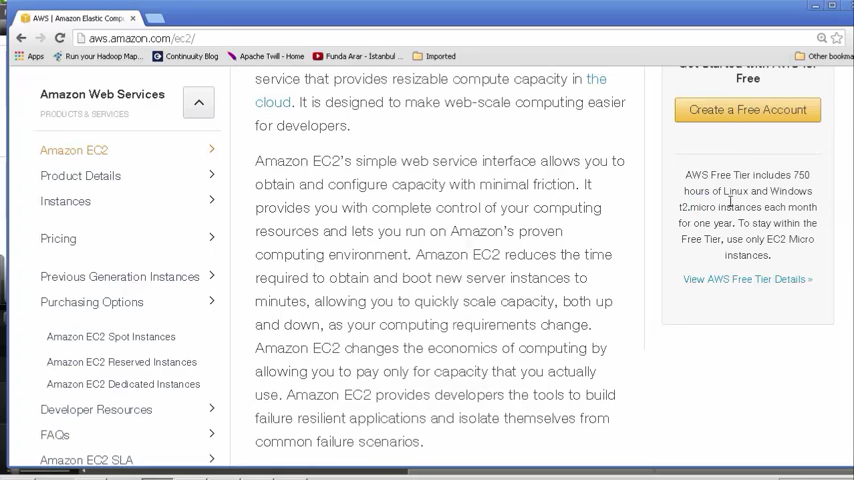 AWS | Amazon Elastic Comp
aws.amazon.com/ec2/
Apps
Run your Hadoop Map...
Continuity Blog
Apache Twill - Home
Funda Arar - Istanbul ...
Imported
Other bookma
Amazon Web Services
PRODUCTS & SERVICES
Amazon EC2
Product Details
Instances
Pricing
Previous Generation Instances
Purchasing Options
Amazon EC2 Spot Instances
Amazon EC2 Reserved Instances
Amazon EC2 Dedicated Instances
Developer Resources
FAQs
Amazon EC2 SLA
service that provides resizable compute capacity in the
cloud. It is designed to make web-scale computing easier
for developers.
Amazon EC2's simple web service interface allows you to
obtain and configure capacity with minimal friction. It
provides you with complete control of your computing
resources and lets you run on Amazon's proven
computing environment. Amazon EC2 reduces the time
required to obtain and boot new server instances to
minutes, allowing you to quickly scale capacity, both up
and down, as your computing requirements change.
Amazon EC2 changes the economics of computing by
allowing you to pay only for capacity that you actually
use. Amazon EC2 provides developers the tools to build
failure resilient applications and isolate themselves from
common failure scenarios.
Get Started with AWS for
Free
Create a Free Account
AWS Free Tier includes 750
hours of Linux and Windows
t2.micro instances each month
for one year. To stay within the
Free Tier, use only EC2 Micro
instances.
View AWS Free Tier Details »